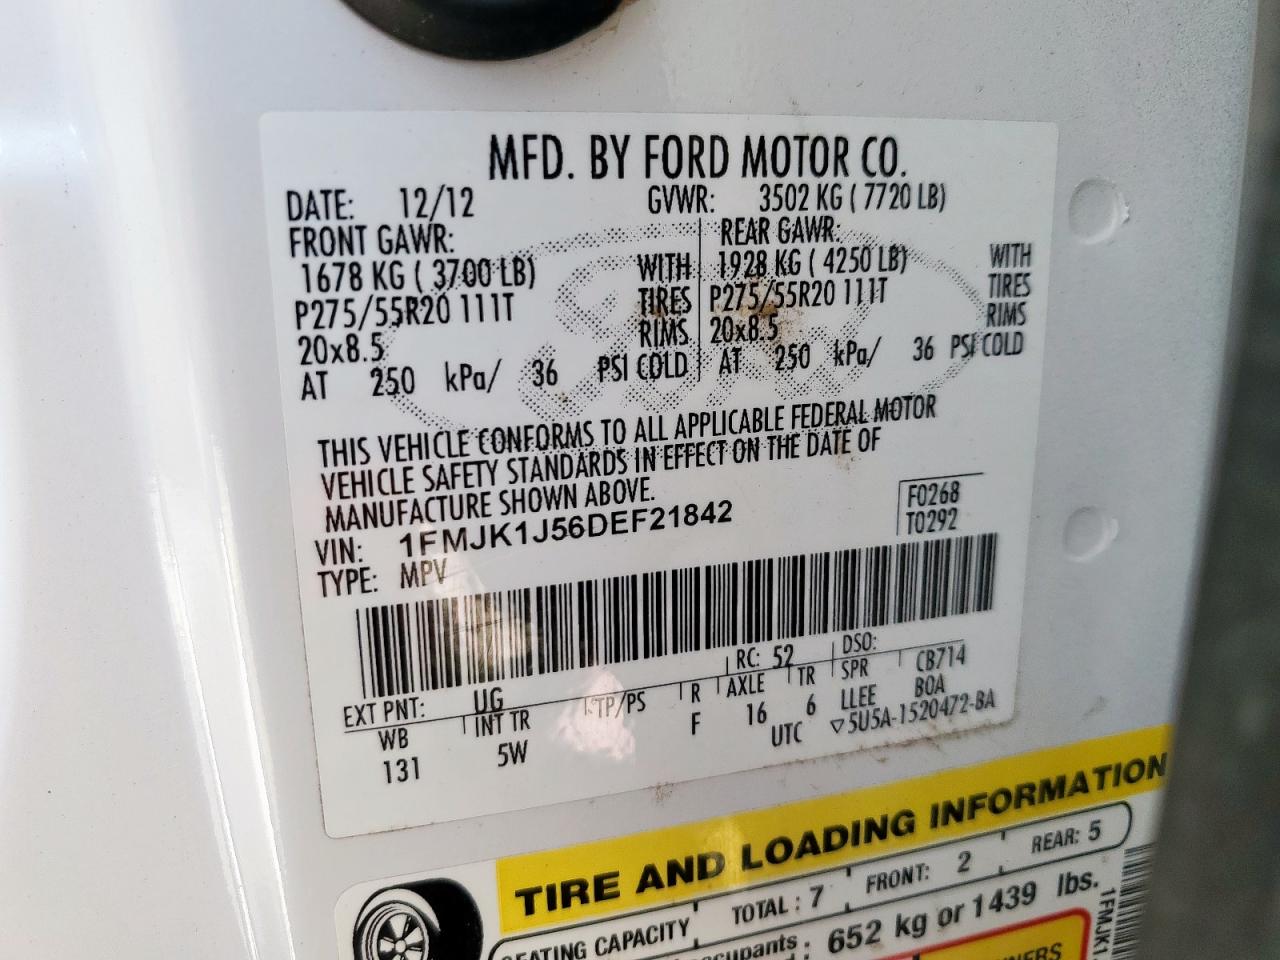 MFD. BY FORD MOTOR CO.
DATE: 12/12 GVWR: 3502 KG ( 7720 LB)
FRONT GAWR: REAR GAWR:
1678 KG ( 3700 LB) WITH 1928 KG ( 4250 LB) WITH
P275/55R20 111T TIRES P275/55R20 111T TIRES
20x8.5 RIMS 20x8.5 RIMS
AT 250 kPa/ 36 PSI COLD AT 250 kPa/ 36 PSI COLD
THIS VEHICLE CONFORMS TO ALL APPLICABLE FEDERAL MOTOR
VEHICLE SAFETY STANDARDS IN EFFECT ON THE DATE OF
MANUFACTURE SHOWN ABOVE.
VIN: 1FMJK1J56DEF21842 F0268
TYPE: MPV T0292
EXT PNT: UG RC: 52 DSO:
WB INT TR TP/PS R AXLE TR SPR CB714
131 5W F 16 6 LLEE BOA
UTC ▽5U5A-1520472-BA
TIRE AND LOADING INFORMATION
SEATING CAPACITY TOTAL : 7 FRONT: 2 REAR: 5
652 kg or 1439 lbs.
1FMJK1